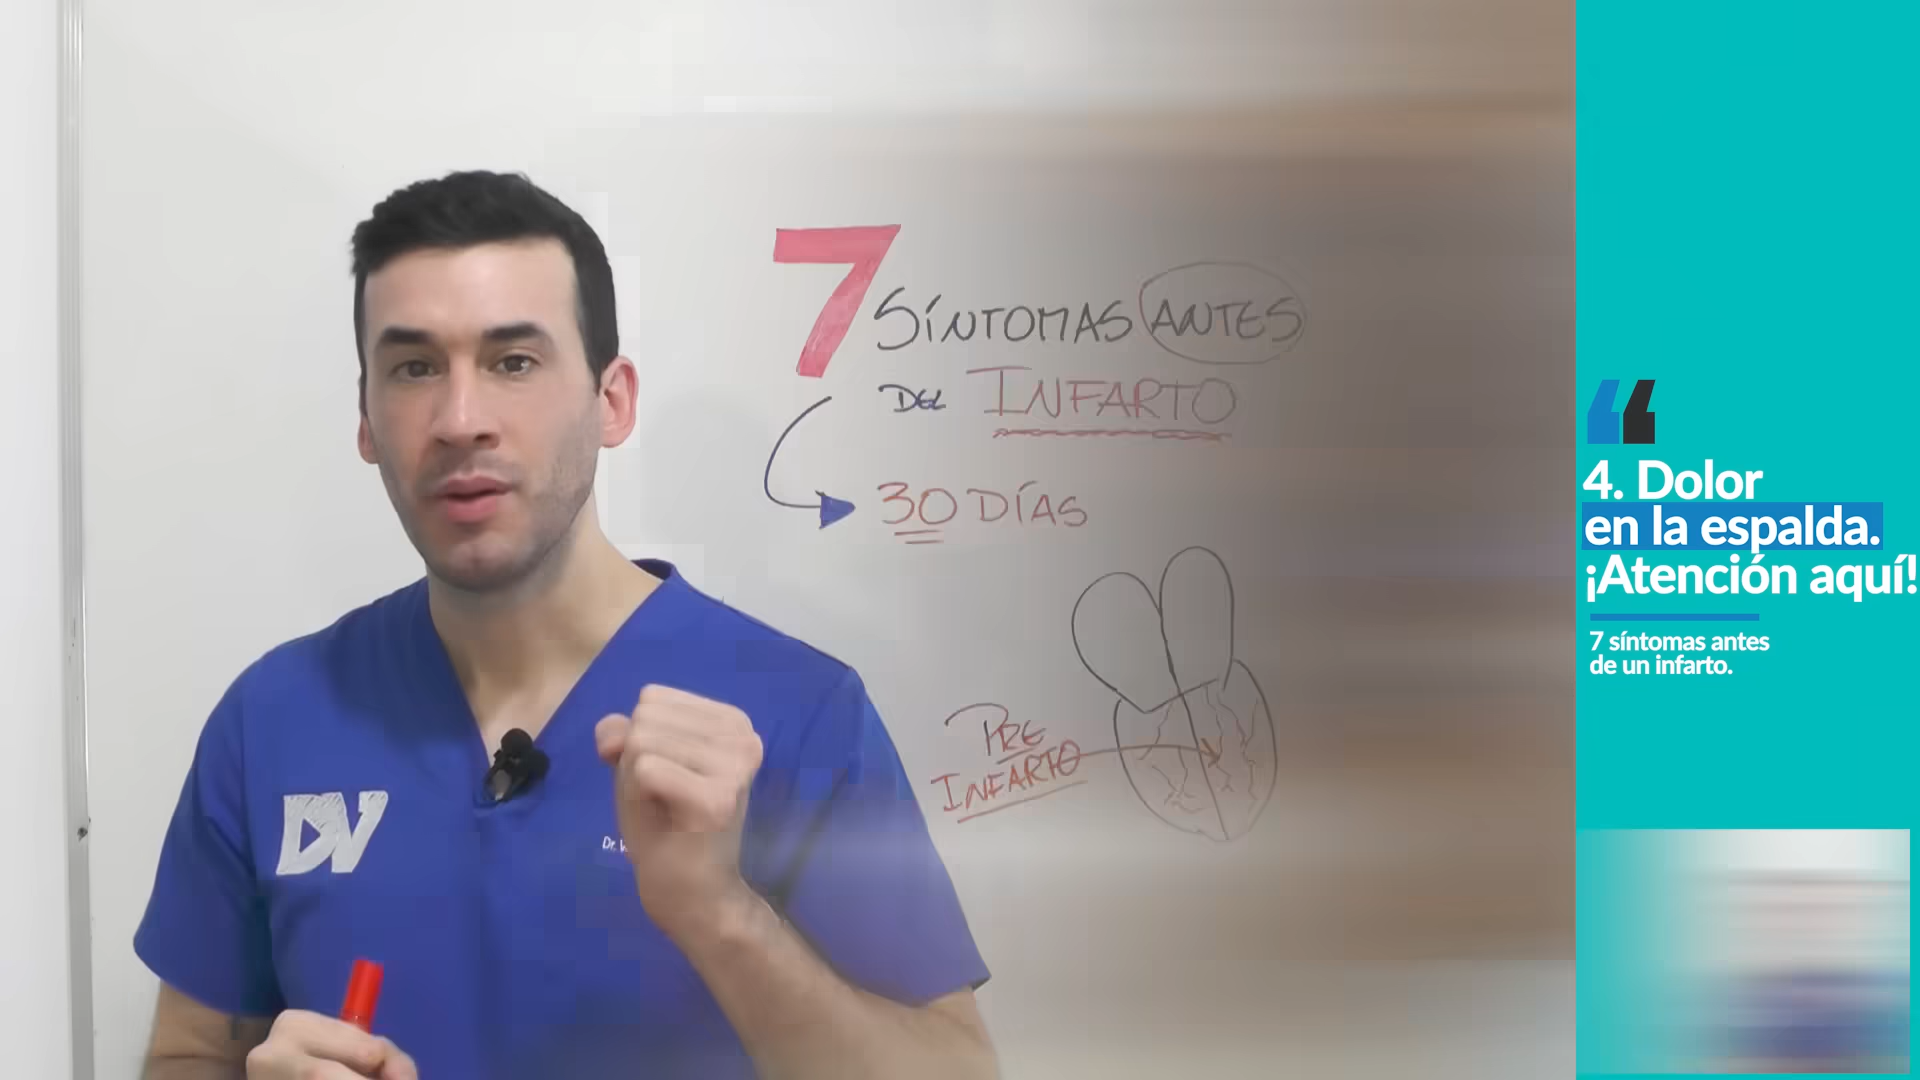 7 SÍNTOMAS ANTES
DEL INFARTO
30 DÍAS
PRE
INFARTO
DV
Dr.
4. Dolor
en la espalda.
¡Atención aquí!
7 síntomas antes
de un infarto.